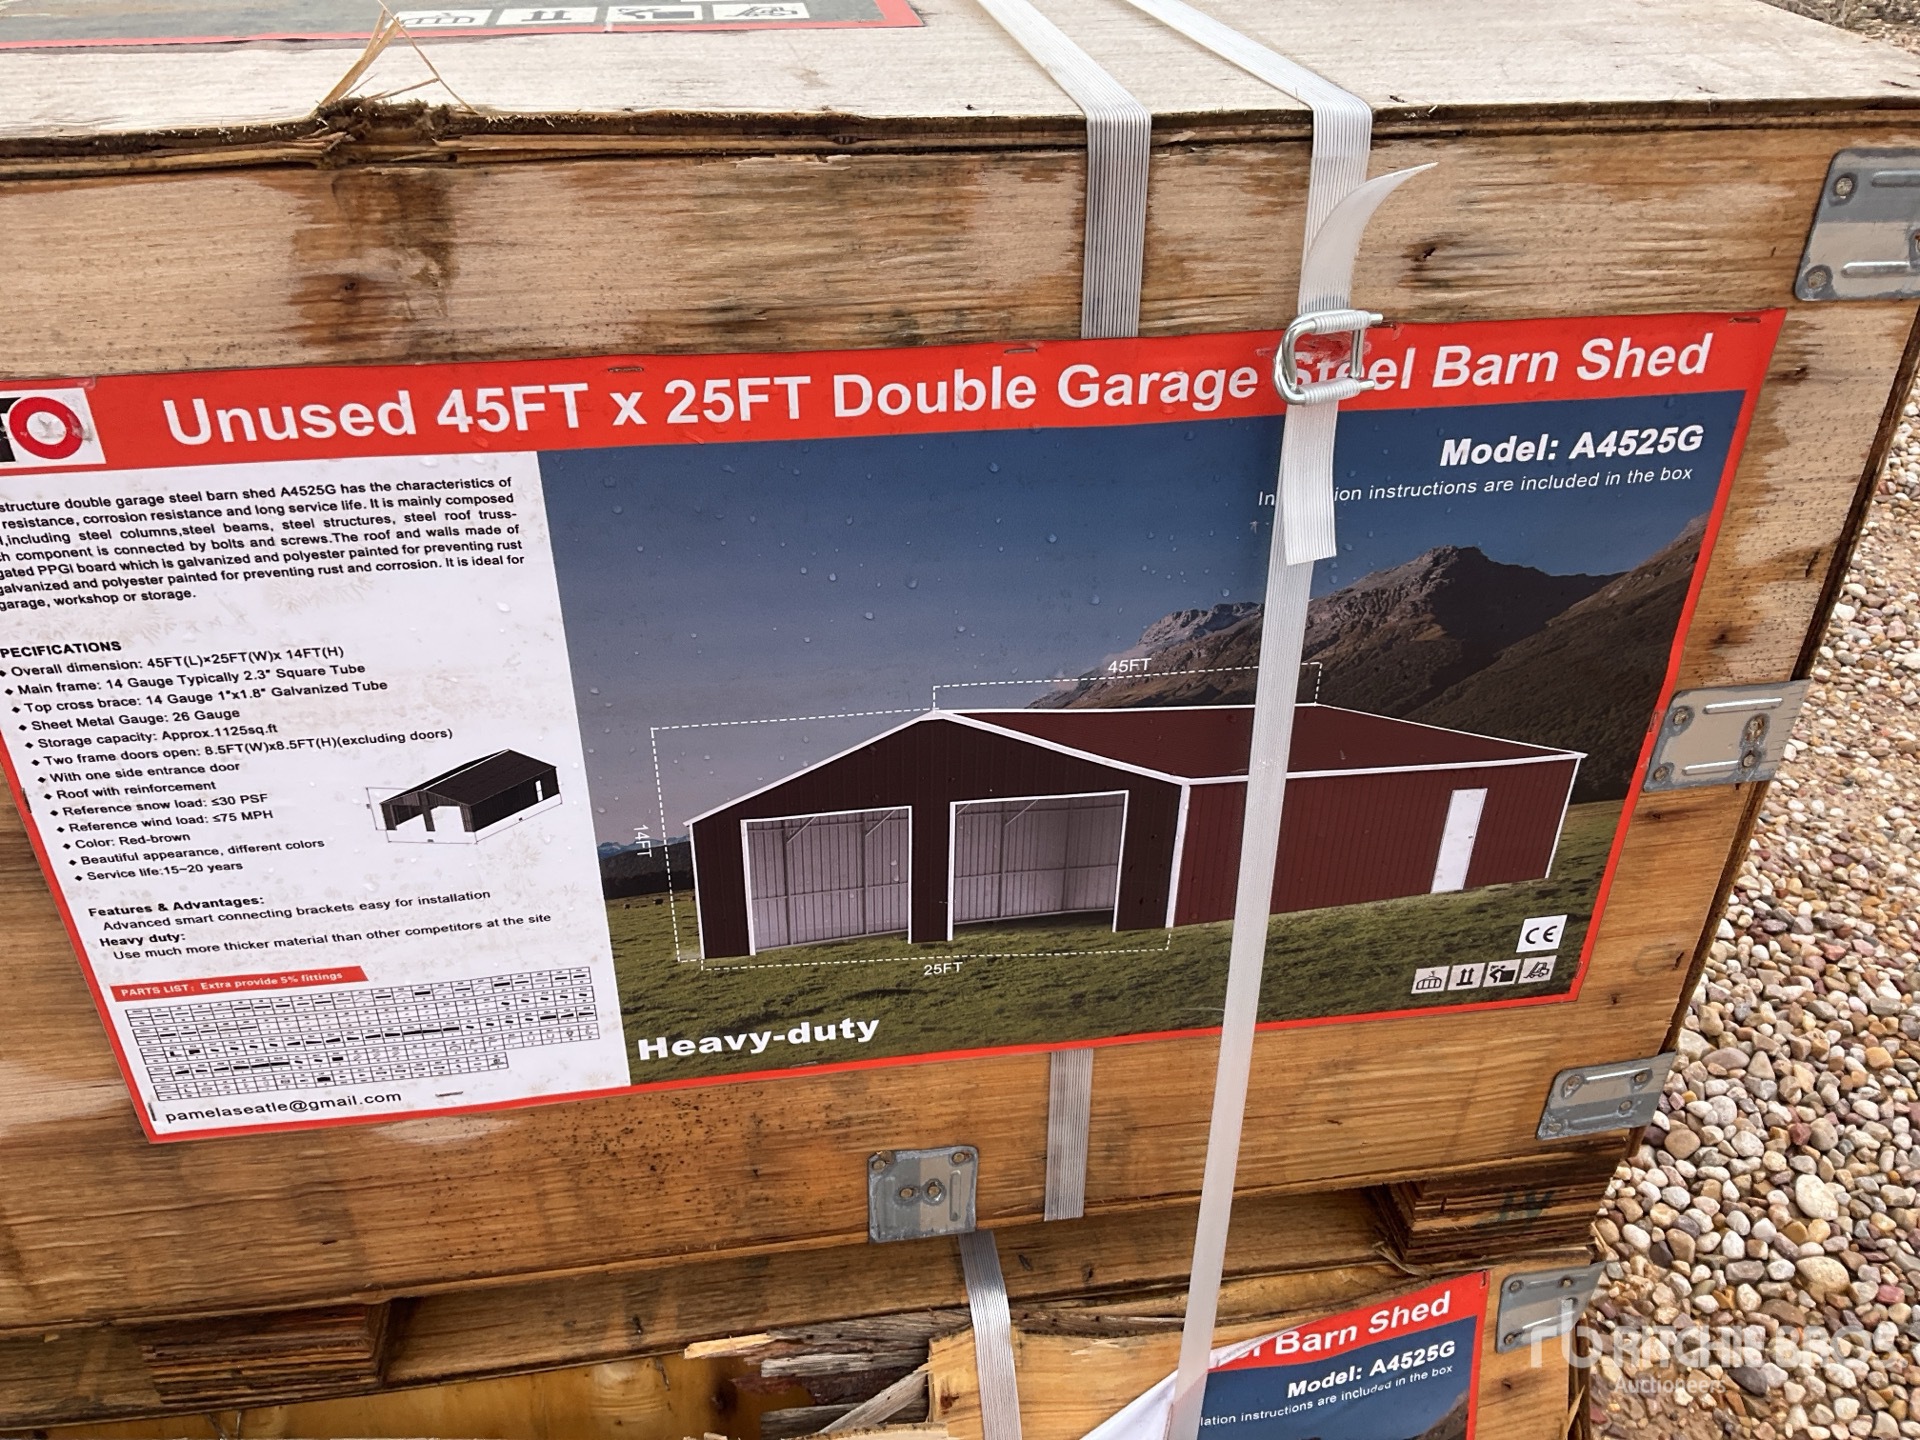 Unused 45FT x 25FT Double Garage Steel Barn Shed
Model: A4525G
ion instructions are included in the box
structure double garage steel barn shed A4525G has the characteristics of
resistance, corrosion resistance and long service life. It is mainly composed
including steel columns,steel beams, steel structures, steel roof truss-
component is connected by bolts and screws.The roof and walls made of
PPGI board which is galvanized and polyester painted for preventing rust
galvanized and polyester painted for preventing rust and corrosion. It is ideal for
garage, workshop or storage.
PECIFICATIONS
◆ Overall dimension: 45FT(L)×25FT(W)x 14FT(H)
◆ Main frame: 14 Gauge Typically 2.3" Square Tube
◆ Top cross brace: 14 Gauge 1"x1.8" Galvanized Tube
◆ Sheet Metal Gauge: 26 Gauge
◆ Storage capacity: Approx.1125sq.ft
◆ Two frame doors open: 8.5FT(W)x8.5FT(H)(excluding doors)
◆ With one side entrance door
◆ Roof with reinforcement
◆ Reference snow load: ≤30 PSF
◆ Reference wind load: ≤75 MPH
◆ Color: Red-brown
◆ Beautiful appearance, different colors
◆ Service life:15~20 years
Features & Advantages:
Advanced smart connecting brackets easy for installation
Heavy duty:
Use much more thicker material than other competitors at the site
PARTS LIST: Extra provide 5% fittings
pamelaseatle@gmail.com
45FT
14FT
25FT
CE
Heavy-duty
Barn Shed
Model: A4525G
lation instructions are included in the box
RITCHIE BROS
Auctioneers